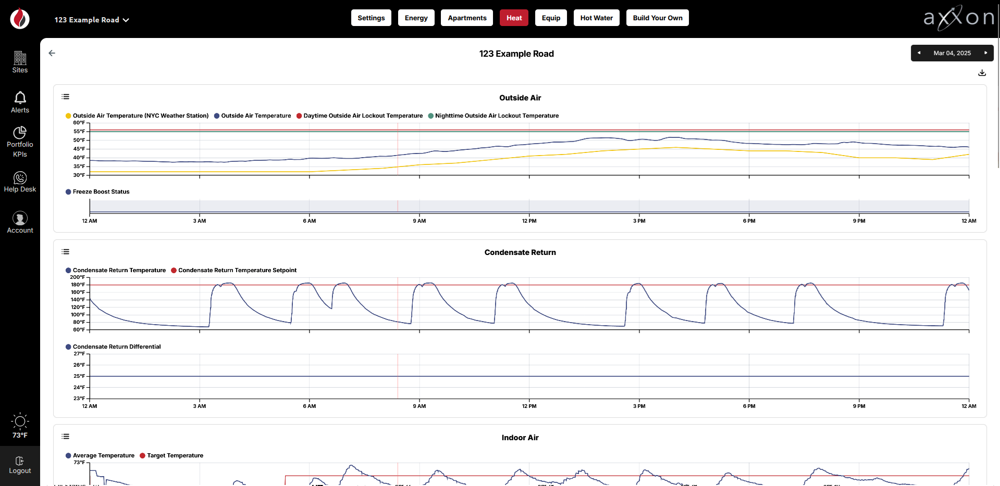 123 Example Road
Settings
Energy
Apartments
Heat
Equip
Hot Water
Build Your Own
axxon
Sites
Alerts
Portfolio
KPIs
Help Desk
Account
73°F
Logout
123 Example Road
Mar 04, 2025
Outside Air
Outside Air Temperature (NYC Weather Station) Outside Air Temperature Daytime Outside Air Lockout Temperature Nighttime Outside Air Lockout Temperature
60°F
55°F
50°F
45°F
40°F
35°F
30°F
Freeze Boost Status
12 AM 3 AM 6 AM 9 AM 12 PM 3 PM 6 PM 9 PM 12 AM
Condensate Return
Condensate Return Temperature Condensate Return Temperature Setpoint
200°F
180°F
160°F
140°F
120°F
100°F
80°F
60°F
Condensate Return Differential
27°F
26°F
25°F
24°F
23°F
12 AM 3 AM 6 AM 9 AM 12 PM 3 PM 6 PM 9 PM 12 AM
Indoor Air
Average Temperature Target Temperature
73°F